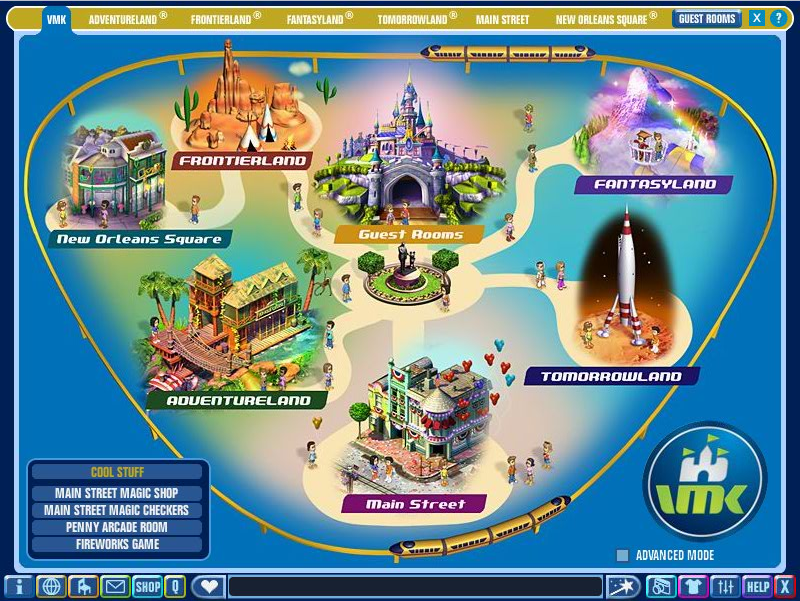 VMK ADVENTURELAND® FRONTIERLAND® FANTASYLAND® TOMORROWLAND® MAIN STREET NEW ORLEANS SQUARE® GUEST ROOMS X ?
FRONTIERLAND
FANTASYLAND
New Orleans Square
Guest Rooms
TOMORROWLAND
ADVENTURELAND
Main Street
COOL STUFF
MAIN STREET MAGIC SHOP
MAIN STREET MAGIC CHECKERS
PENNY ARCADE ROOM
FIREWORKS GAME
VMK
ADVANCED MODE
i SHOP Q HELP X